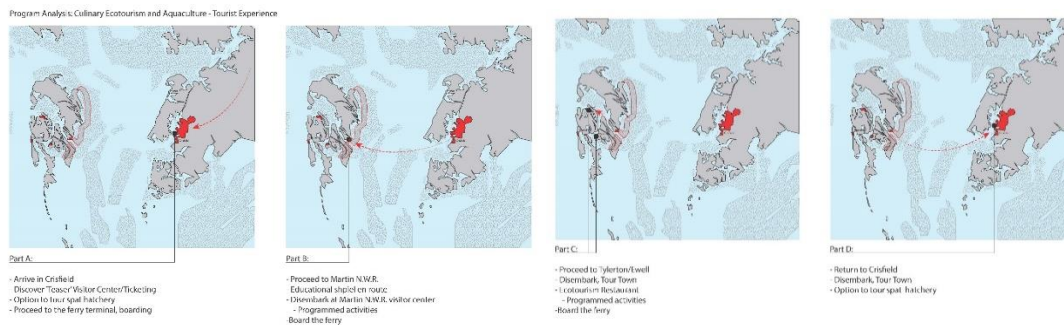 Program Analysis: Culinary Ecotourism and Aquaculture - Tourist Experience
Part A:
- Arrive in Crisfield
Discover 'Teaser' Visitor Center/Ticketing
- Option to tour spat hatchery
- Proceed to the ferry terminal, boarding
Part B:
- Proceed to Martin N.W.R.
Educational shpiel en route
- Disembark at Martin N.W.R. visitor center
- Programmed activities
-Board the ferry
Part C:
- Proceed to Tylerton/Ewell
Disembark, Tour Town
- Ecotourism Restaurant
- Programmed activities
-Board the ferry
Part D:
- Return to Crisfield
Disembark, Tour Town
- Option to tour spat hatchery